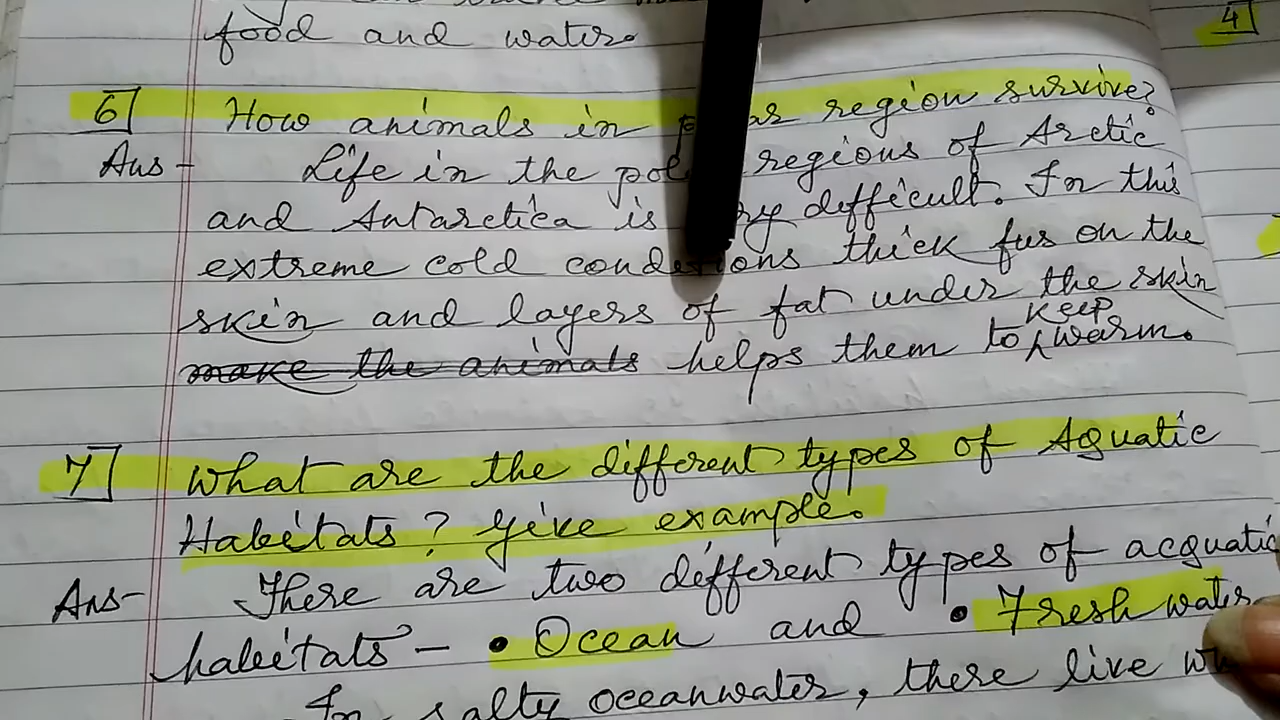 food and water.
4
6 How animals in region survive?
Ans- Life in the regions of Arctic
and Antarctica is difficult. In this
extreme cold conditions thick fur on the
skin and layers of fat under the skin
make the animals helps them to keep warm.
7 What are the different types of Aquatic
Habitats? Give example.
Ans- There are two different types of acquatic
habitats - • Ocean and • Fresh water
In salty oceanwater, there live